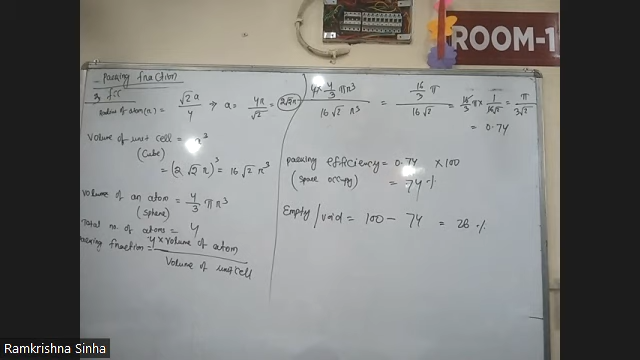 Packing fraction
3) fcc
Radius of atom(r) = √2 a / 4 ⇒ a = 4r / √2 = 2√2r
Volume of unit cell = a³
(Cube)
= (2√2 r)³ = 16√2 r³
Volume of an atom = 4/3 πr³
(sphere)
Total no. of atoms = 4
Packing fraction = 4 × volume of atom / Volume of unit cell
4 × 4/3 πr³ / 16√2 r³ = 16/3 π / 16√2 = 16/3 π × 1/16√2 = π / 3√2
= 0.74
packing efficiency = 0.74 × 100
(space occupy) = 74 %
Empty / void = 100 - 74 = 26 %
ROOM-1
Ramkrishna Sinha